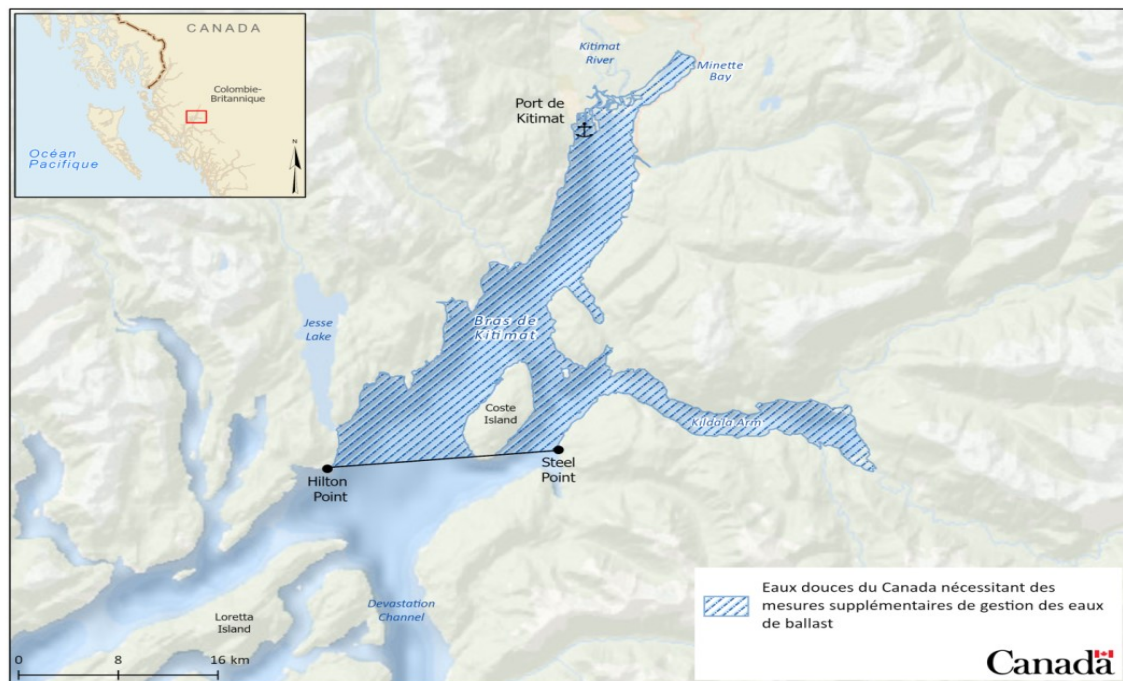 CANADA
Colombie-
Britannique
Océan
Pacifique
N
Kitimat
River
Minette
Bay
Port de
Kitimat
Jesse
Lake
Bras de
Kitimat
Coste
Island
Kildala Arm
Hilton
Point
Steel
Point
Loretta
Island
Devastation
Channel
0 8 16 km
Eaux douces du Canada nécessitant des
mesures supplémentaires de gestion des eaux
de ballast
Canada